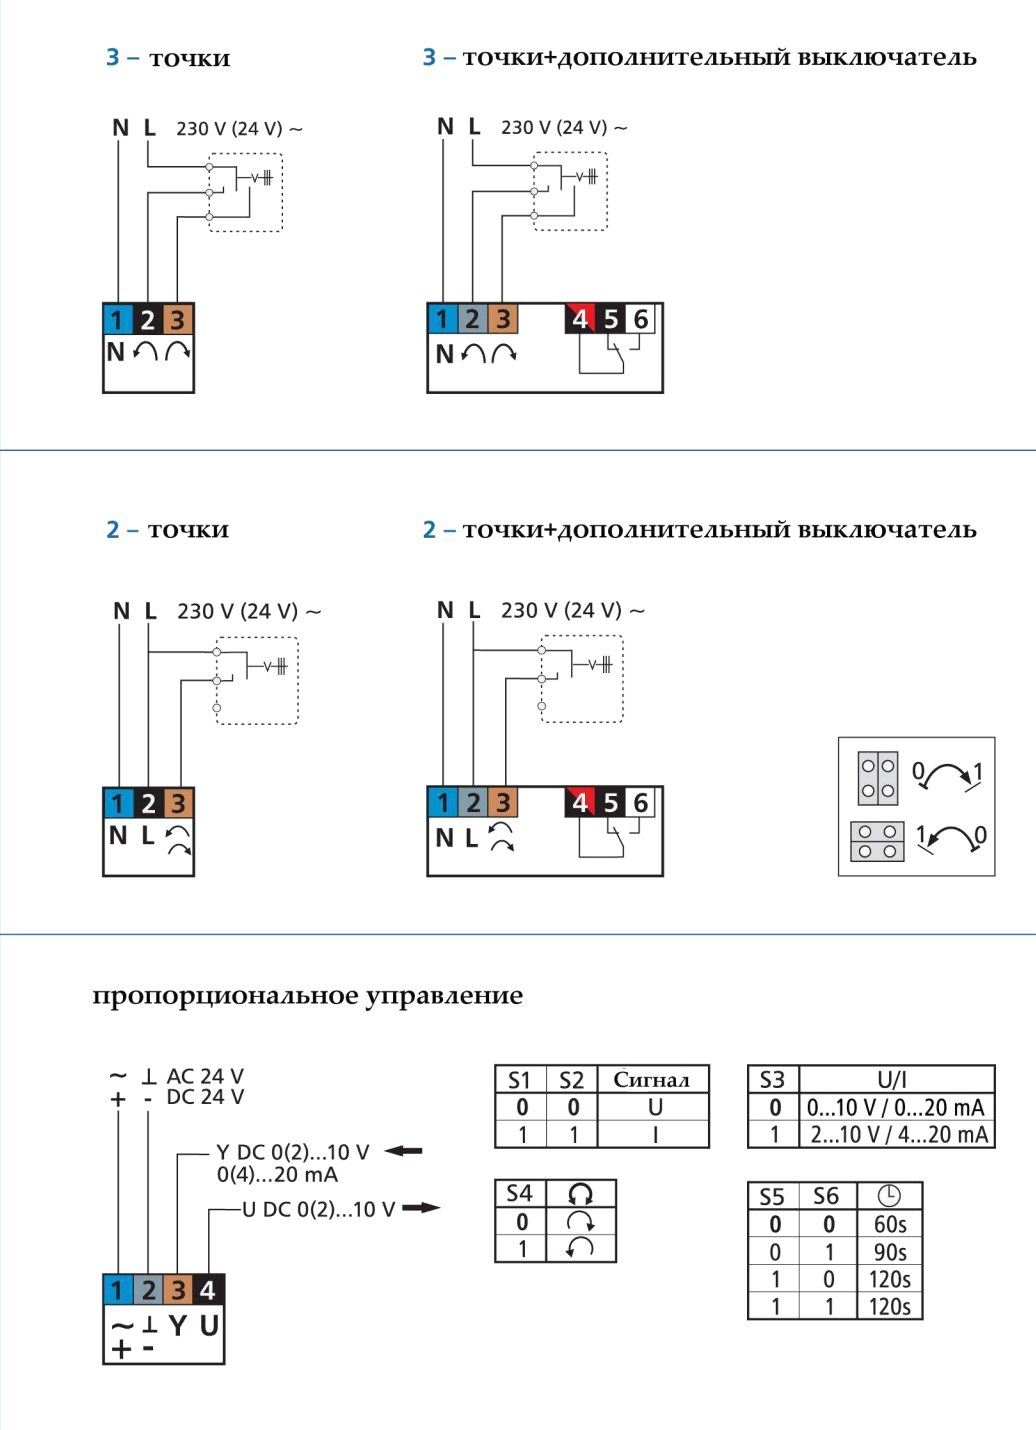 3 – точки
3 – точки+дополнительный выключатель
N L 230 V (24 V) ~
N L 230 V (24 V) ~
1 2 3
N
1 2 3 4 5 6
N
2 – точки
2 – точки+дополнительный выключатель
N L 230 V (24 V) ~
N L 230 V (24 V) ~
1 2 3
N L
1 2 3 4 5 6
N L
0 1
1 0
пропорциональное управление
~ ⊥ AC 24 V
+ - DC 24 V
Y DC 0(2)...10 V
0(4)...20 mA
U DC 0(2)...10 V
1 2 3 4
~ ⊥ Y U
+ -
S1 S2 Сигнал
0 0 U
1 1 I
S3 U/I
0 0...10 V / 0...20 mA
1 2...10 V / 4...20 mA
S4
0
1
S5 S6
0 0 60s
0 1 90s
1 0 120s
1 1 120s